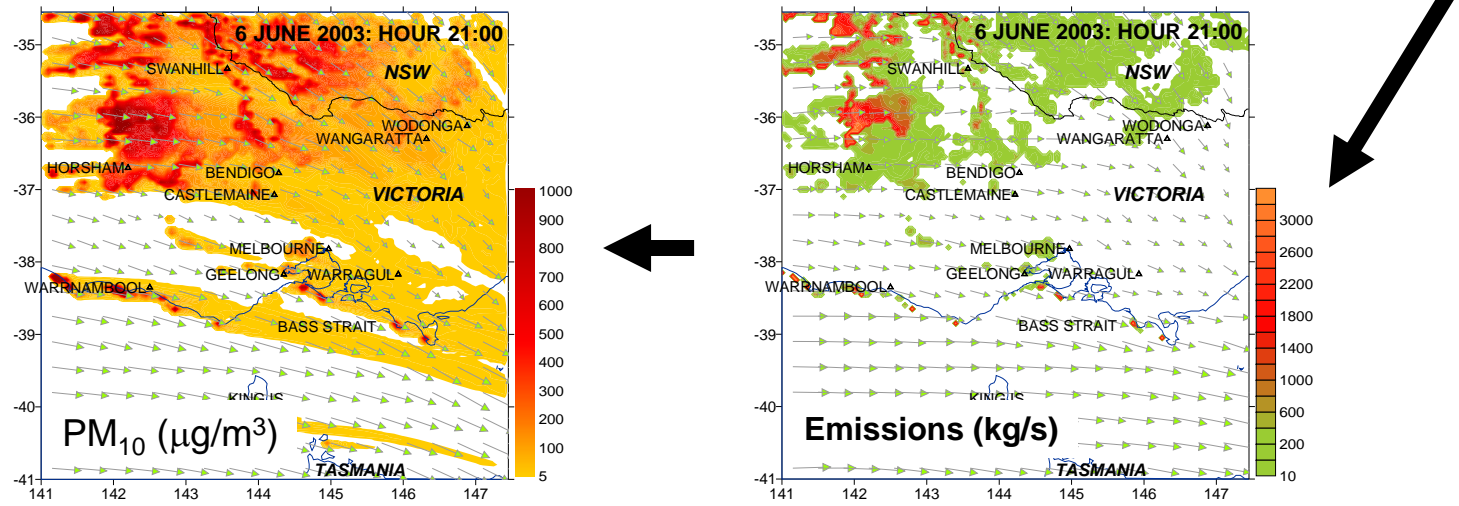 6 JUNE 2003: HOUR 21:00
-35
SWANHILL
NSW
-36
WODONGA
WANGARATTA
HORSHAM
BENDIGO
-37
CASTLEMAINE
VICTORIA
MELBOURNE
-38
GEELONG
WARRAGUL
WARRNAMBOOL
BASS STRAIT
-39
-40
PM10 (μg/m3)
TASMANIA
-41
141 142 143 144 145 146 147
1000
900
800
700
600
500
400
300
200
100
5
6 JUNE 2003: HOUR 21:00
-35
SWANHILL
NSW
-36
WODONGA
WANGARATTA
HORSHAM
BENDIGO
-37
CASTLEMAINE
VICTORIA
MELBOURNE
-38
GEELONG
WARRAGUL
WARRNAMBOOL
BASS STRAIT
-39
-40
Emissions (kg/s)
TASMANIA
-41
141 142 143 144 145 146 147
3000
2600
2200
1800
1400
1000
600
200
10